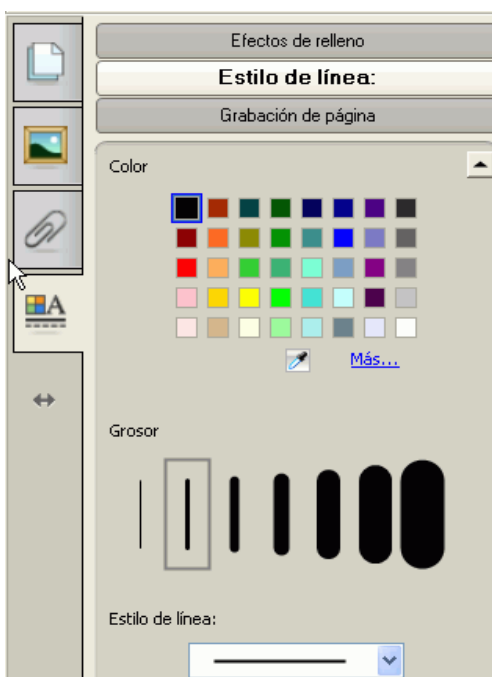 Efectos de relleno
Estilo de línea:
Grabación de página
Color
A
Más...
Grosor
Estilo de línea: